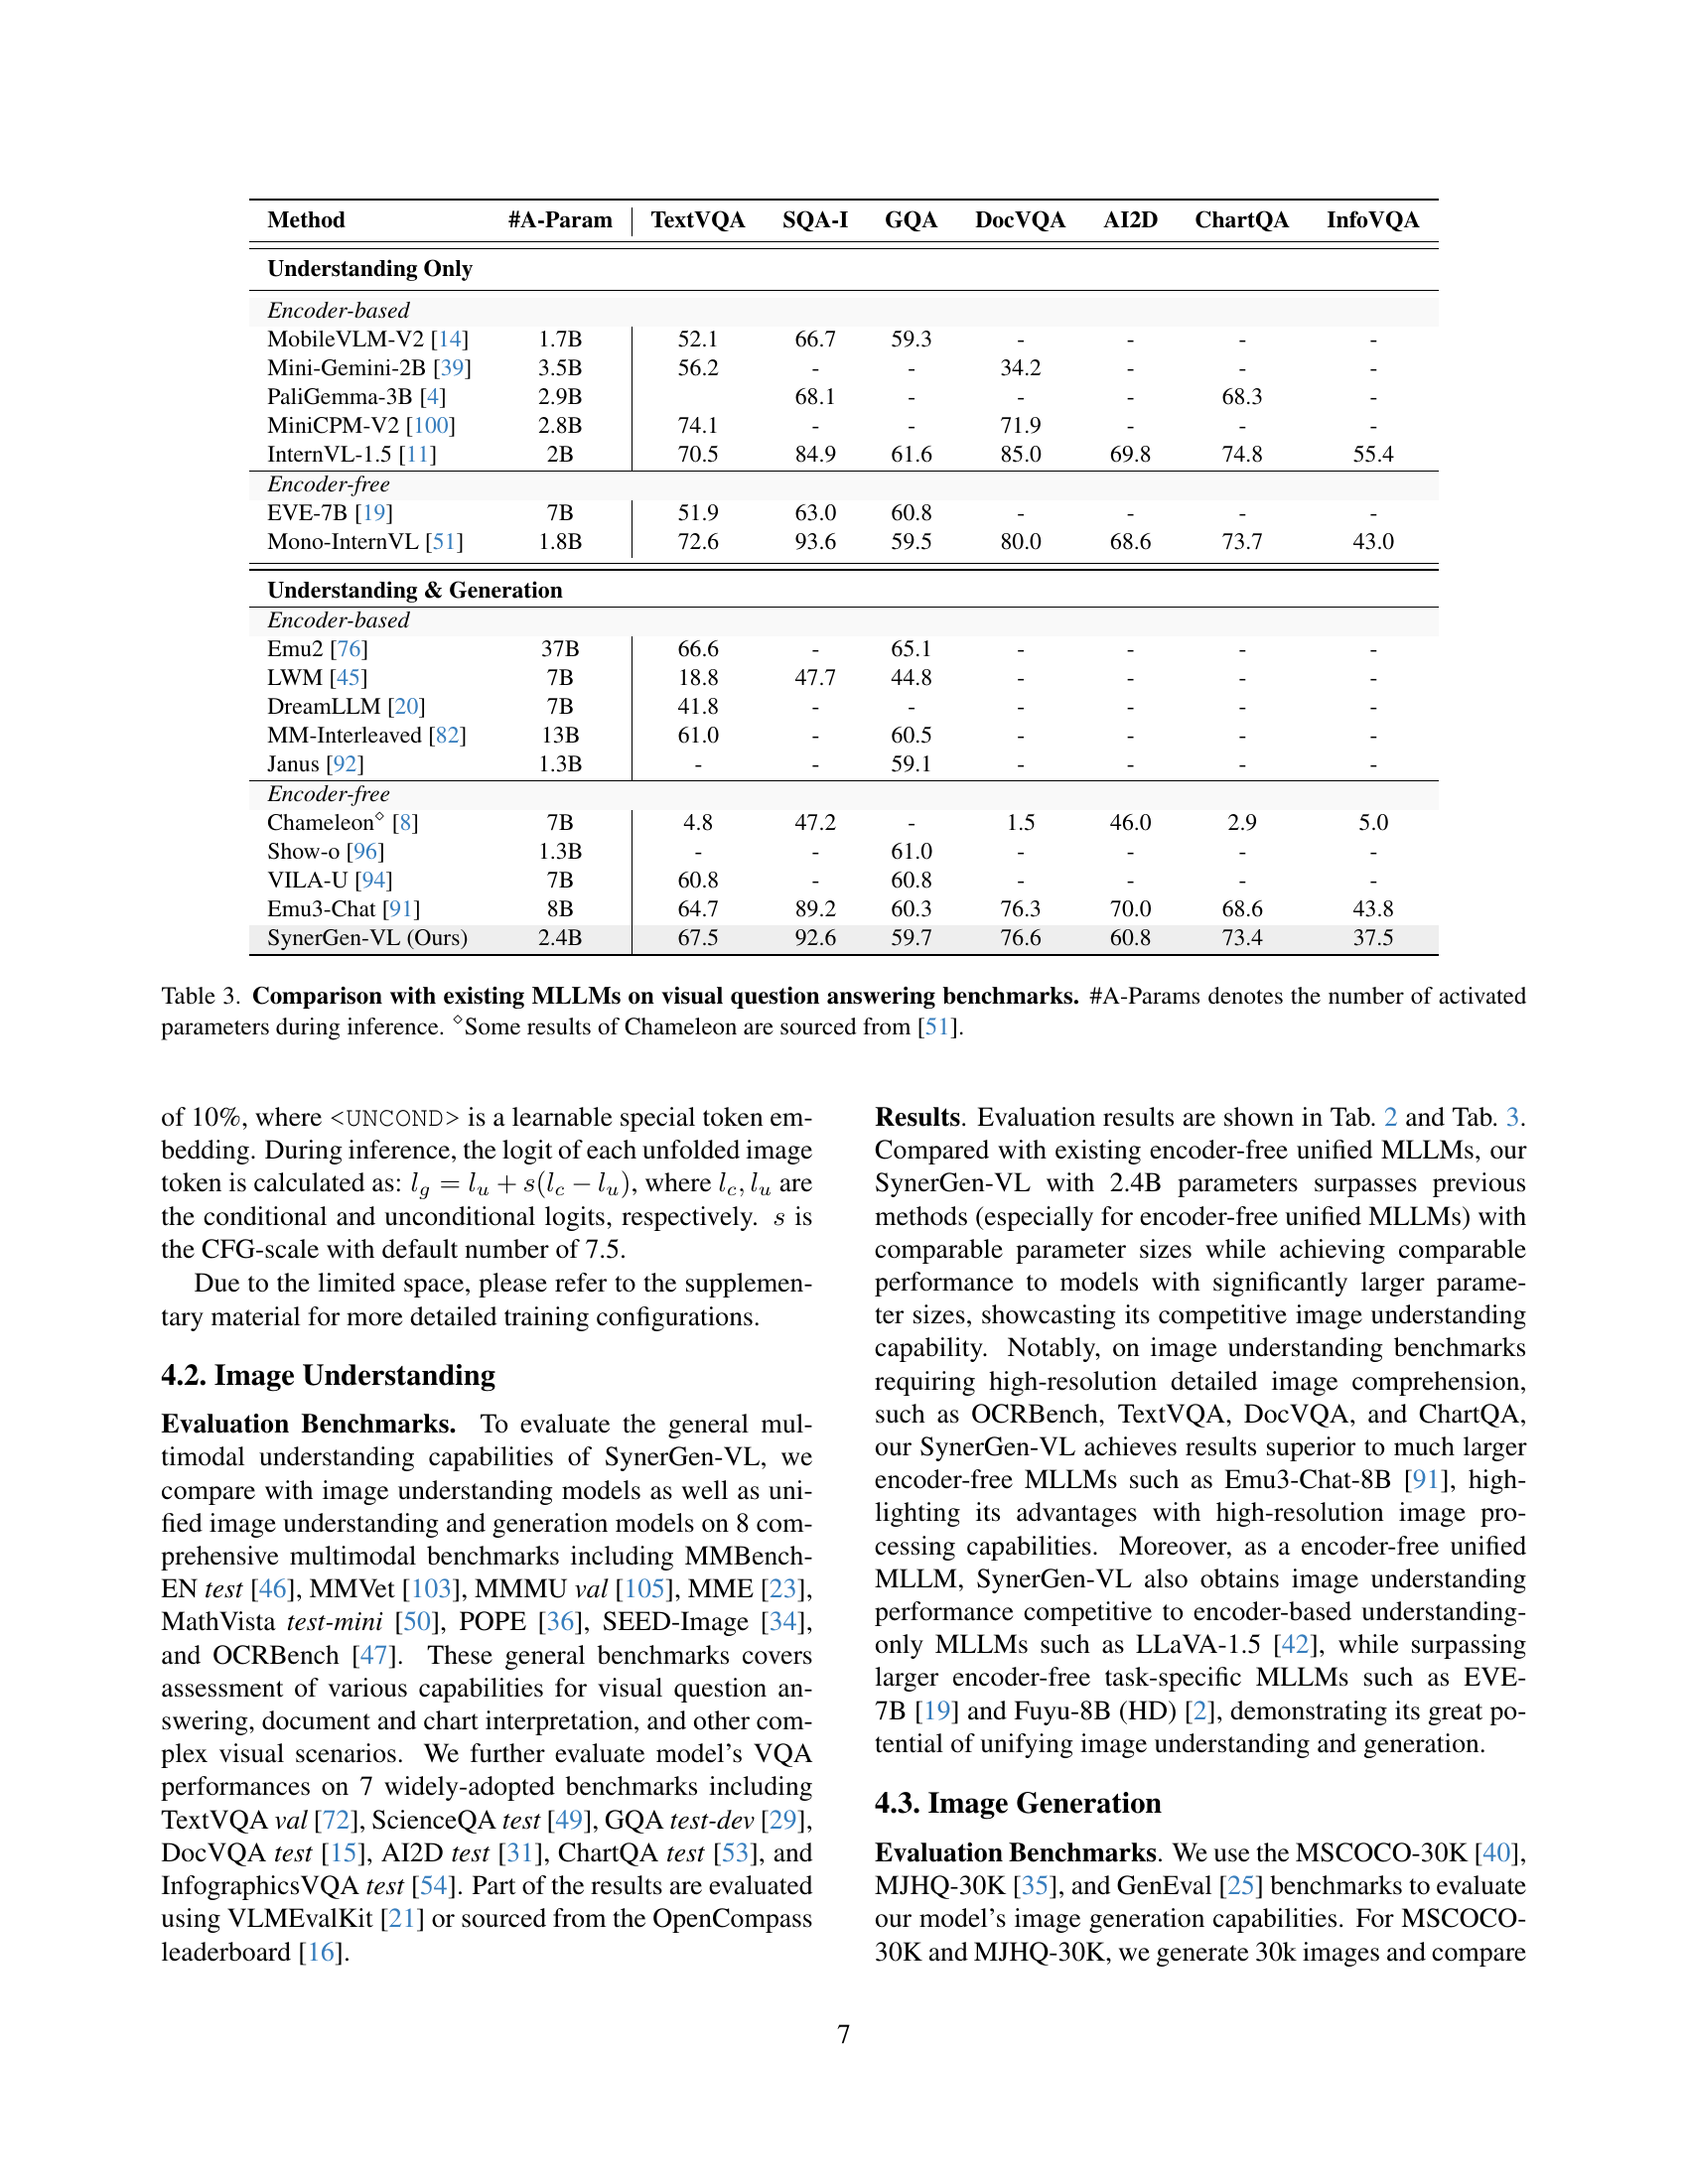 Method #A-Param TextVQA SQA-I GQA DocVQA AI2D ChartQA InfoVQA
Understanding Only
Encoder-based
MobileVLM-V2 [14] 1.7B 52.1 66.7 59.3 - - - -
Mini-Gemini-2B [39] 3.5B 56.2 - - 34.2 - - -
PaliGemma-3B [4] 2.9B 68.1 - - - 68.3 -
MiniCPM-V2 [100] 2.8B 74.1 - - 71.9 - - -
InternVL-1.5 [11] 2B 70.5 84.9 61.6 85.0 69.8 74.8 55.4
Encoder-free
EVE-7B [19] 7B 51.9 63.0 60.8 - - - -
Mono-InternVL [51] 1.8B 72.6 93.6 59.5 80.0 68.6 73.7 43.0
Understanding & Generation
Encoder-based
Emu2 [76] 37B 66.6 - 65.1 - - - -
LWM [45] 7B 18.8 47.7 44.8 - - - -
DreamLLM [20] 7B 41.8 - - - - - -
MM-Interleaved [82] 13B 61.0 - 60.5 - - - -
Janus [92] 1.3B - - 59.1 - - - -
Encoder-free
Chameleon◇ [8] 7B 4.8 47.2 - 1.5 46.0 2.9 5.0
Show-o [96] 1.3B - - 61.0 - - - -
VILA-U [94] 7B 60.8 - 60.8 - - - -
Emu3-Chat [91] 8B 64.7 89.2 60.3 76.3 70.0 68.6 43.8
SynerGen-VL (Ours) 2.4B 67.5 92.6 59.7 76.6 60.8 73.4 37.5
Table 3. Comparison with existing MLLMs on visual question answering benchmarks. #A-Params denotes the number of activated
parameters during inference. ◇Some results of Chameleon are sourced from [51].
of 10%, where <UNCOND> is a learnable special token em-
bedding. During inference, the logit of each unfolded image
token is calculated as: l_g = l_u + s(l_c − l_u), where l_c, l_u are
the conditional and unconditional logits, respectively. s is
the CFG-scale with default number of 7.5.
Due to the limited space, please refer to the supplemen-
tary material for more detailed training configurations.
4.2. Image Understanding
Evaluation Benchmarks. To evaluate the general mul-
timodal understanding capabilities of SynerGen-VL, we
compare with image understanding models as well as uni-
fied image understanding and generation models on 8 com-
prehensive multimodal benchmarks including MMBench-
EN test [46], MMVet [103], MMMU val [105], MME [23],
MathVista test-mini [50], POPE [36], SEED-Image [34],
and OCRBench [47]. These general benchmarks covers
assessment of various capabilities for visual question an-
swering, document and chart interpretation, and other com-
plex visual scenarios. We further evaluate model's VQA
performances on 7 widely-adopted benchmarks including
TextVQA val [72], ScienceQA test [49], GQA test-dev [29],
DocVQA test [15], AI2D test [31], ChartQA test [53], and
InfographicsVQA test [54]. Part of the results are evaluated
using VLMEvalKit [21] or sourced from the OpenCompass
leaderboard [16].
Results. Evaluation results are shown in Tab. 2 and Tab. 3.
Compared with existing encoder-free unified MLLMs, our
SynerGen-VL with 2.4B parameters surpasses previous
methods (especially for encoder-free unified MLLMs) with
comparable parameter sizes while achieving comparable
performance to models with significantly larger parame-
ter sizes, showcasing its competitive image understanding
capability. Notably, on image understanding benchmarks
requiring high-resolution detailed image comprehension,
such as OCRBench, TextVQA, DocVQA, and ChartQA,
our SynerGen-VL achieves results superior to much larger
encoder-free MLLMs such as Emu3-Chat-8B [91], high-
lighting its advantages with high-resolution image pro-
cessing capabilities. Moreover, as a encoder-free unified
MLLM, SynerGen-VL also obtains image understanding
performance competitive to encoder-based understanding-
only MLLMs such as LLaVA-1.5 [42], while surpassing
larger encoder-free task-specific MLLMs such as EVE-
7B [19] and Fuyu-8B (HD) [2], demonstrating its great po-
tential of unifying image understanding and generation.
4.3. Image Generation
Evaluation Benchmarks. We use the MSCOCO-30K [40],
MJHQ-30K [35], and GenEval [25] benchmarks to evaluate
our model's image generation capabilities. For MSCOCO-
30K and MJHQ-30K, we generate 30k images and compare
7